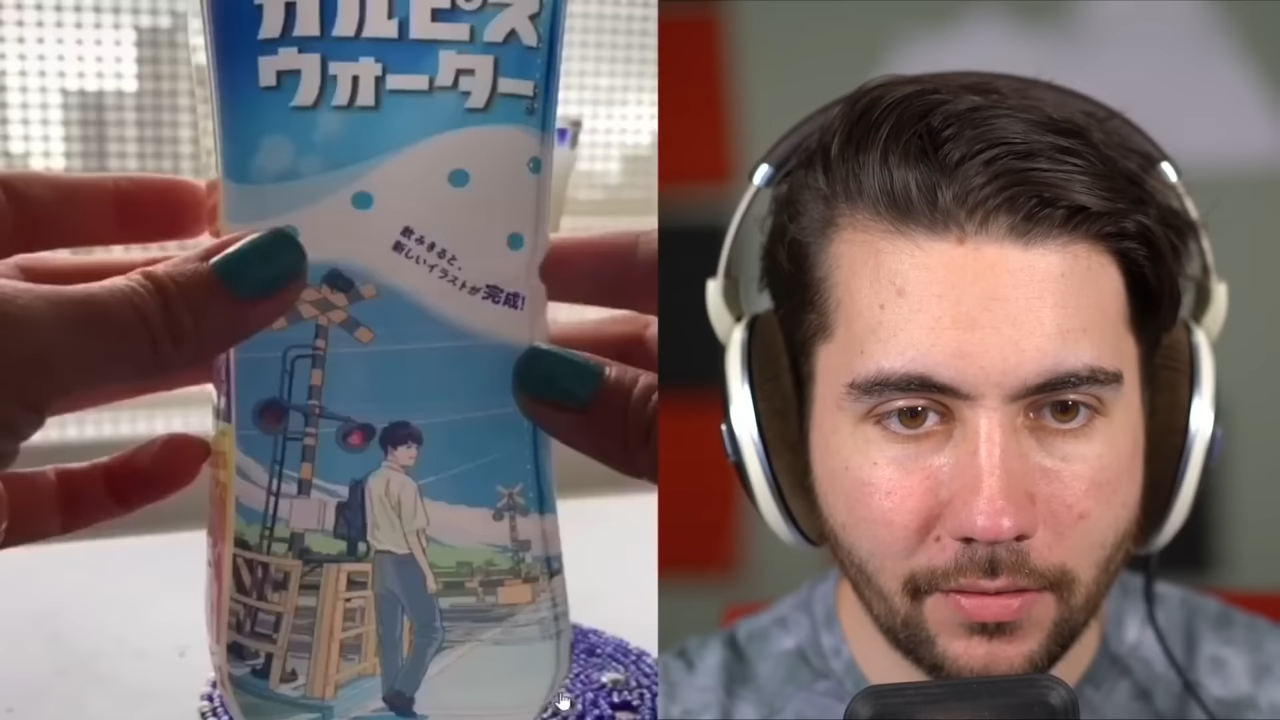 カルピス
ウォーター
飲みきると、
新しいイラストが完成!